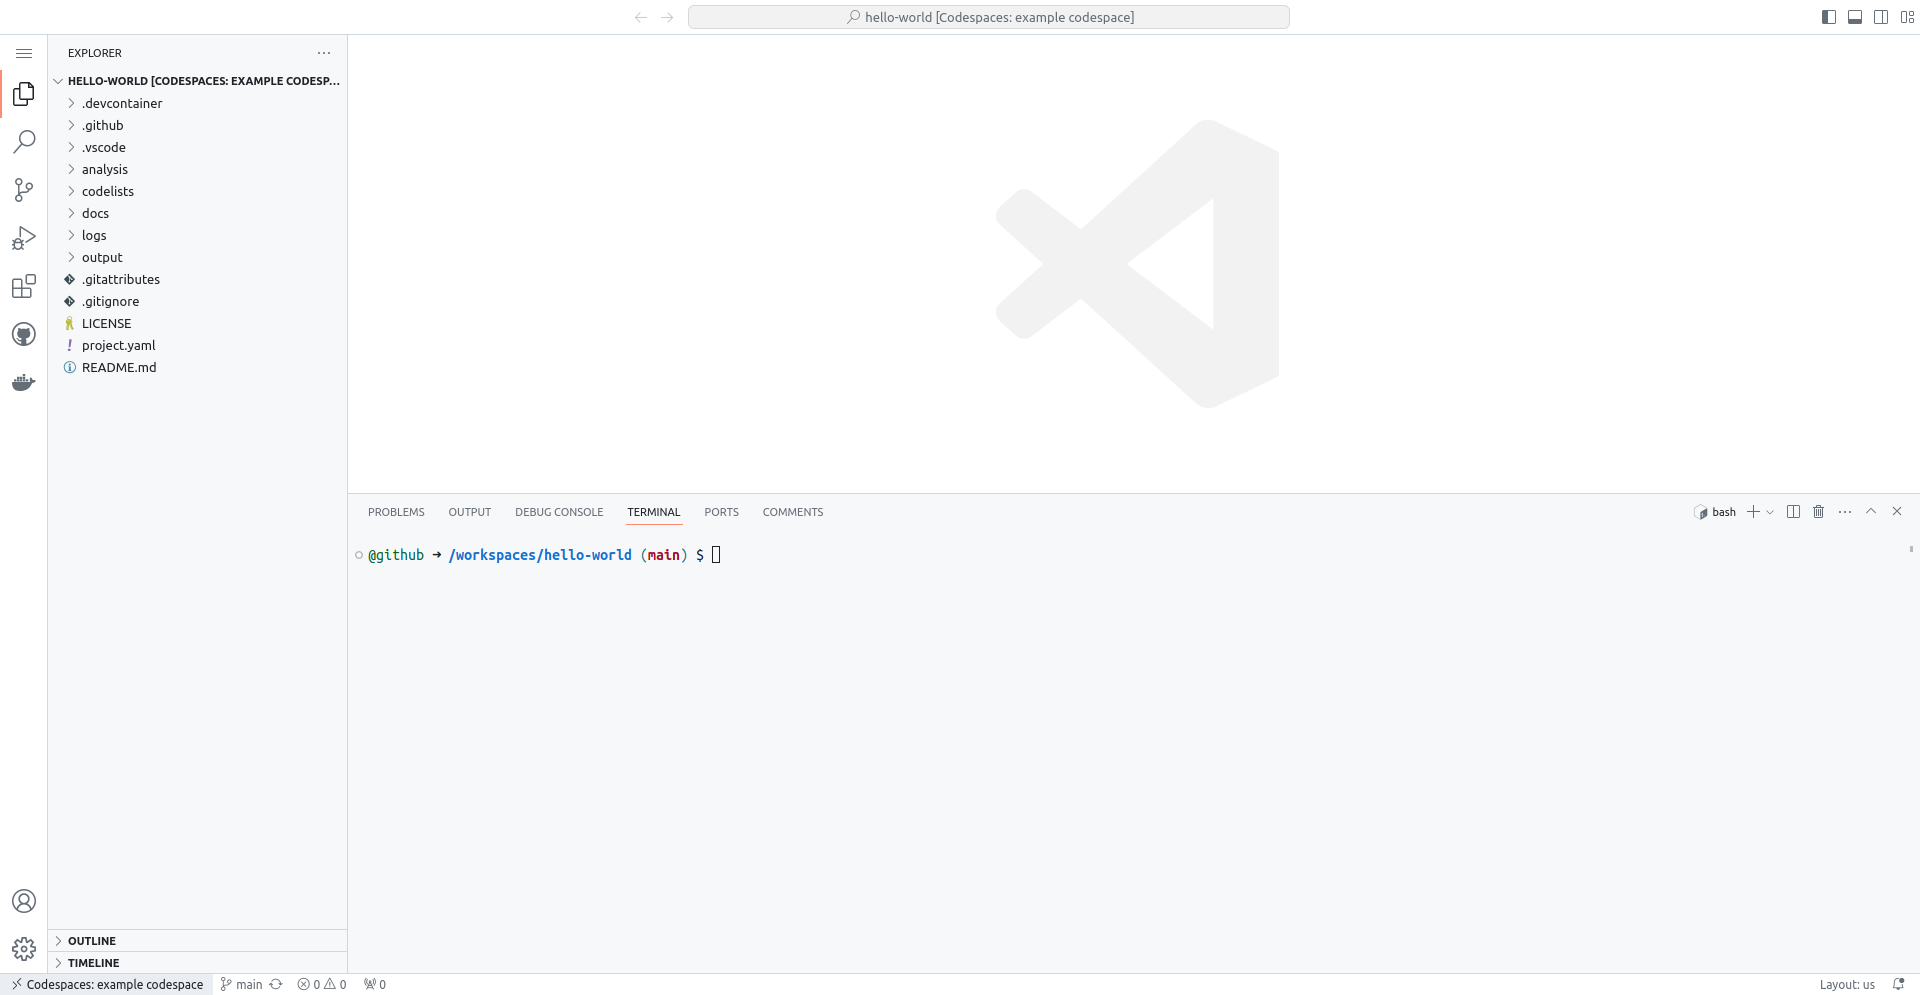 hello-world [Codespaces: example codespace]
EXPLORER
HELLO-WORLD [CODESPACES: EXAMPLE CODESP...
.devcontainer
.github
.vscode
analysis
codelists
docs
logs
output
.gitattributes
.gitignore
LICENSE
project.yaml
README.md
OUTLINE
TIMELINE
PROBLEMS OUTPUT DEBUG CONSOLE TERMINAL PORTS COMMENTS
bash
@github ➜ /workspaces/hello-world (main) $
Codespaces: example codespace main 0 0 0
Layout: us